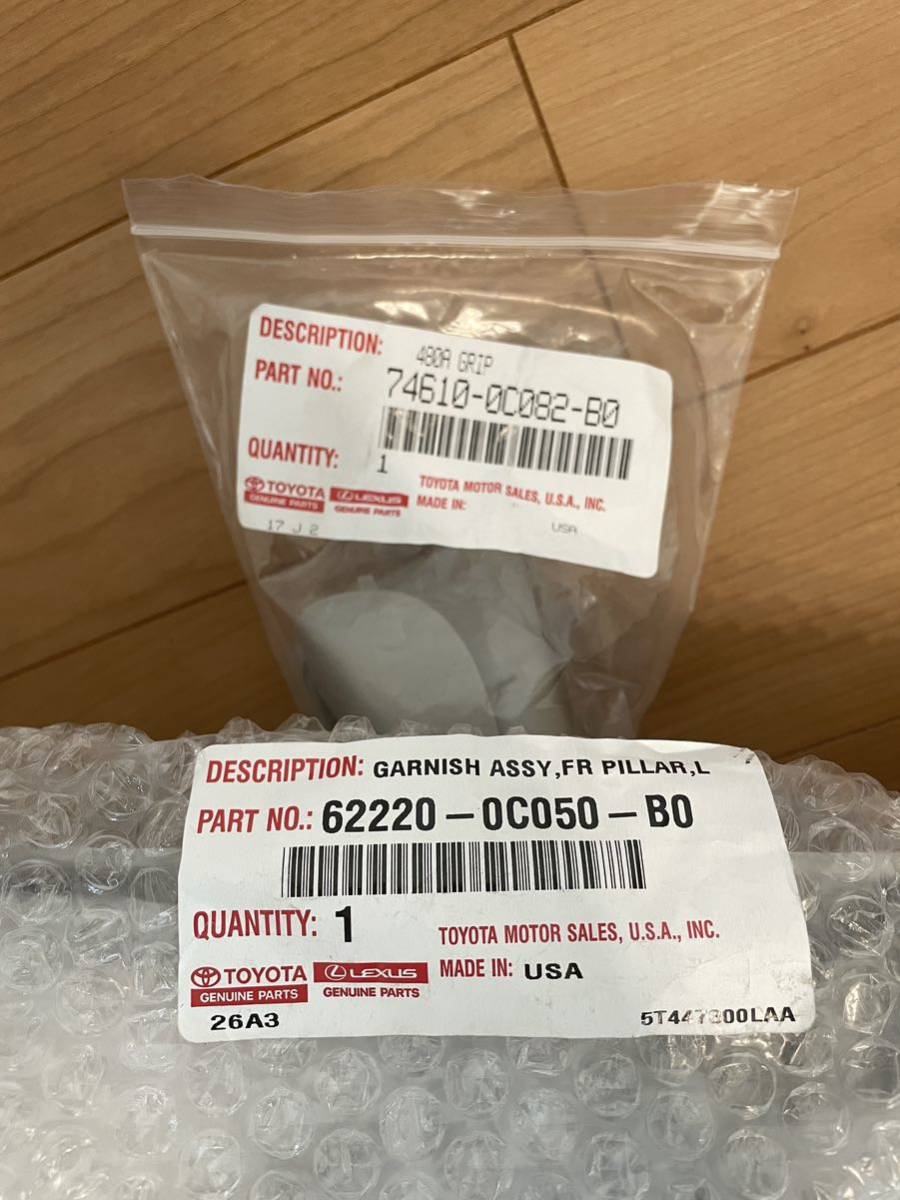 DESCRIPTION: 480A GRIP
PART NO.: 74610-0C082-B0
QUANTITY: 1
TOYOTA LEXUS TOYOTA MOTOR SALES, U.S.A., INC.
GENUINE PARTS GENUINE PARTS MADE IN: USA
17 J 2
DESCRIPTION: GARNISH ASSY,FR PILLAR,L
PART NO.: 62220-0C050-B0
QUANTITY: 1 TOYOTA MOTOR SALES, U.S.A., INC.
TOYOTA LEXUS MADE IN: USA
GENUINE PARTS GENUINE PARTS
26A3